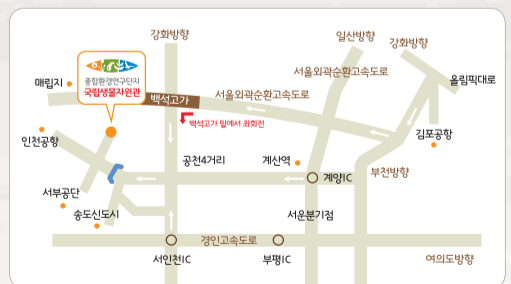 강화방향
일산방향
강화방향
종합환경연구단지
국립생물자원관
매립지
백석고가
서울외곽순환고속도로
서울외곽순환고속도로
올림픽대로
백석고가 밑에서 좌회전
인천공항
김포공항
공천4거리
계산역
계양IC
부천방향
서부공단
송도신도시
서운분기점
경인고속도로
서인천IC
부평IC
여의도방향